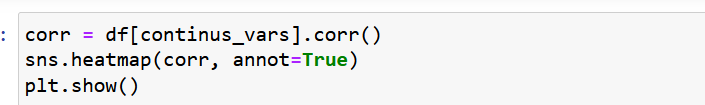 :
corr = df[continus_vars].corr()
sns.heatmap(corr, annot=True)
plt.show()